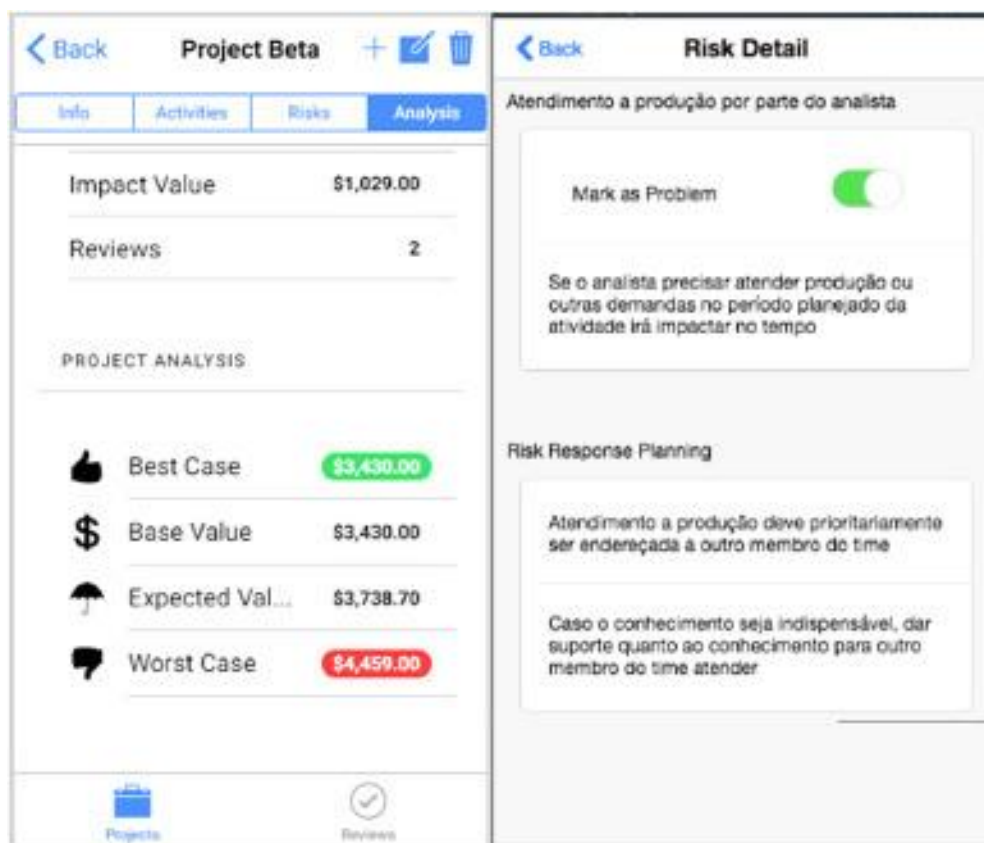 Back
Project Beta
Info
Activities
Risks
Analysis
Impact Value
$1,029.00
Reviews
2
PROJECT ANALYSIS
Best Case
$3,430.00
Base Value
$3,430.00
Expected Val...
$3,738.70
Worst Case
$4,459.00
Projects
Reviews
Back
Risk Detail
Atendimento a produção por parte do analista
Mark as Problem
Se o analista precisar atender produção ou
outras demandas no período planejado da
atividade irá impactar no tempo
Risk Response Planning
Atendimento a produção deve prioritariamente
ser endereçada a outro membro do time
Caso o conhecimento seja indispensável, dar
suporte quanto ao conhecimento para outro
membro do time atender